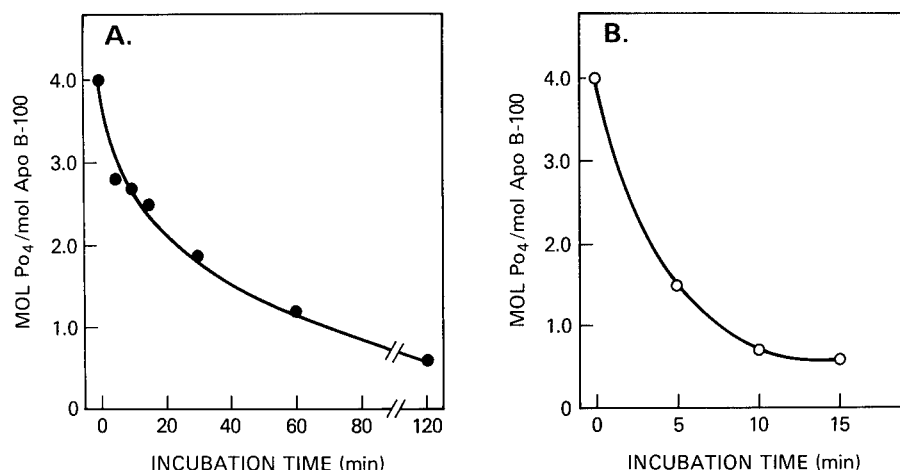 A.
MOL Po4/mol Apo B-100
4.0
3.0
2.0
1.0
0
0 20 40 60 120
INCUBATION TIME (min)
B.
MOL Po4/mol Apo B-100
4.0
3.0
2.0
1.0
0
0 5 10 15
INCUBATION TIME (min)